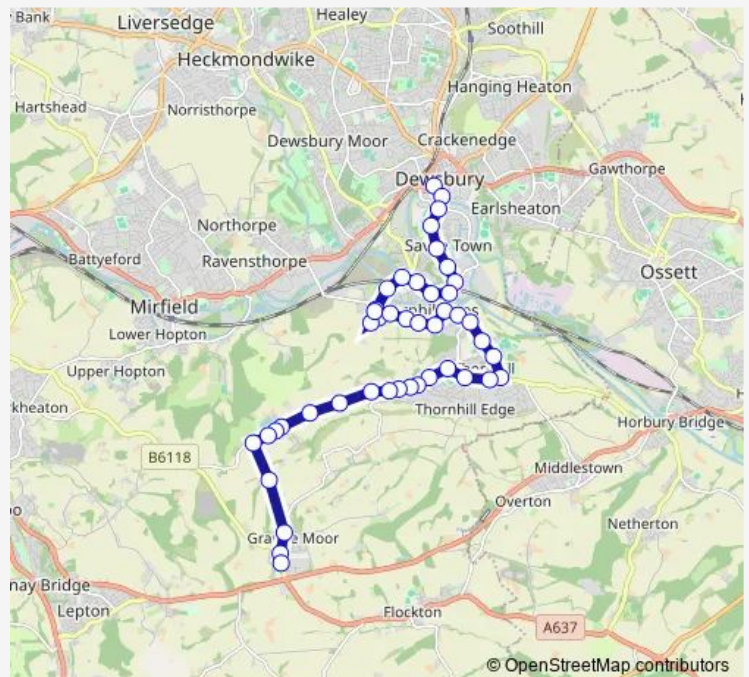 Bank
Liversedge
Healey
Soothill
Heckmondwike
Hanging Heaton
Hartshead
Norristhorpe
Dewsbury Moor
Crackenedge
Gawthorpe
Dewsbury
Earlsheaton
Northorpe
Town
Battyeford
Ravensthorpe
Ossett
Mirfield
Lower Hopton
Upper Hopton
Thornhill Edge
Horbury Bridge
B6118
Middlestown
Overton
Netherton
Moor
nay Bridge
Lepton
Flockton
A637
© OpenStreetMap contributors